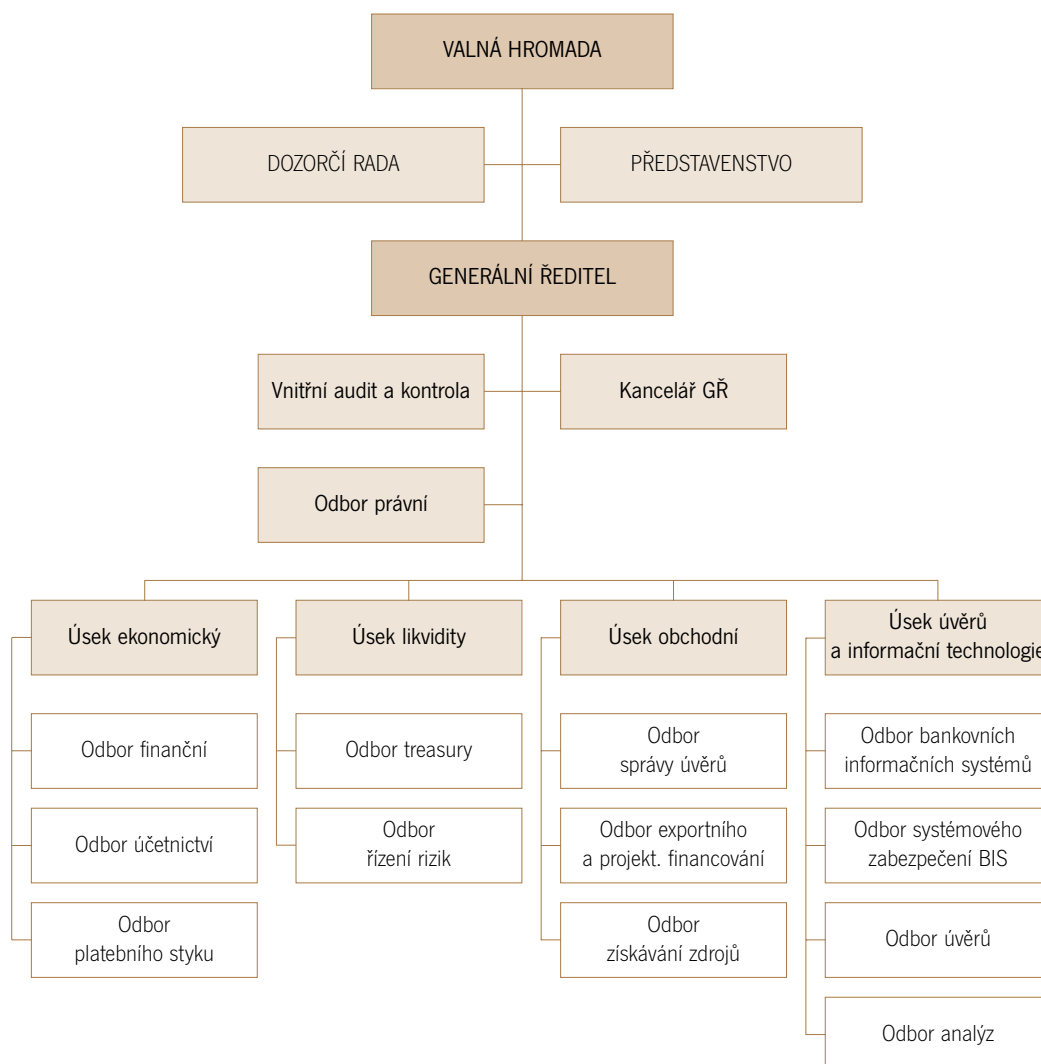 VALNÁ HROMADA
DOZORČÍ RADA
PŘEDSTAVENSTVO
GENERÁLNÍ ŘEDITEL
Vnitřní audit a kontrola
Kancelář GŘ
Odbor právní
Úsek ekonomický
Úsek likvidity
Úsek obchodní
Úsek úvěrů
a informační technologie
Odbor finanční
Odbor treasury
Odbor
správy úvěrů
Odbor bankovních
informačních systémů
Odbor účetnictví
Odbor
řízení rizik
Odbor exportního
a projekt. financování
Odbor systémového
zabezpečení BIS
Odbor
platebního styku
Odbor
získávání zdrojů
Odbor úvěrů
Odbor analýz